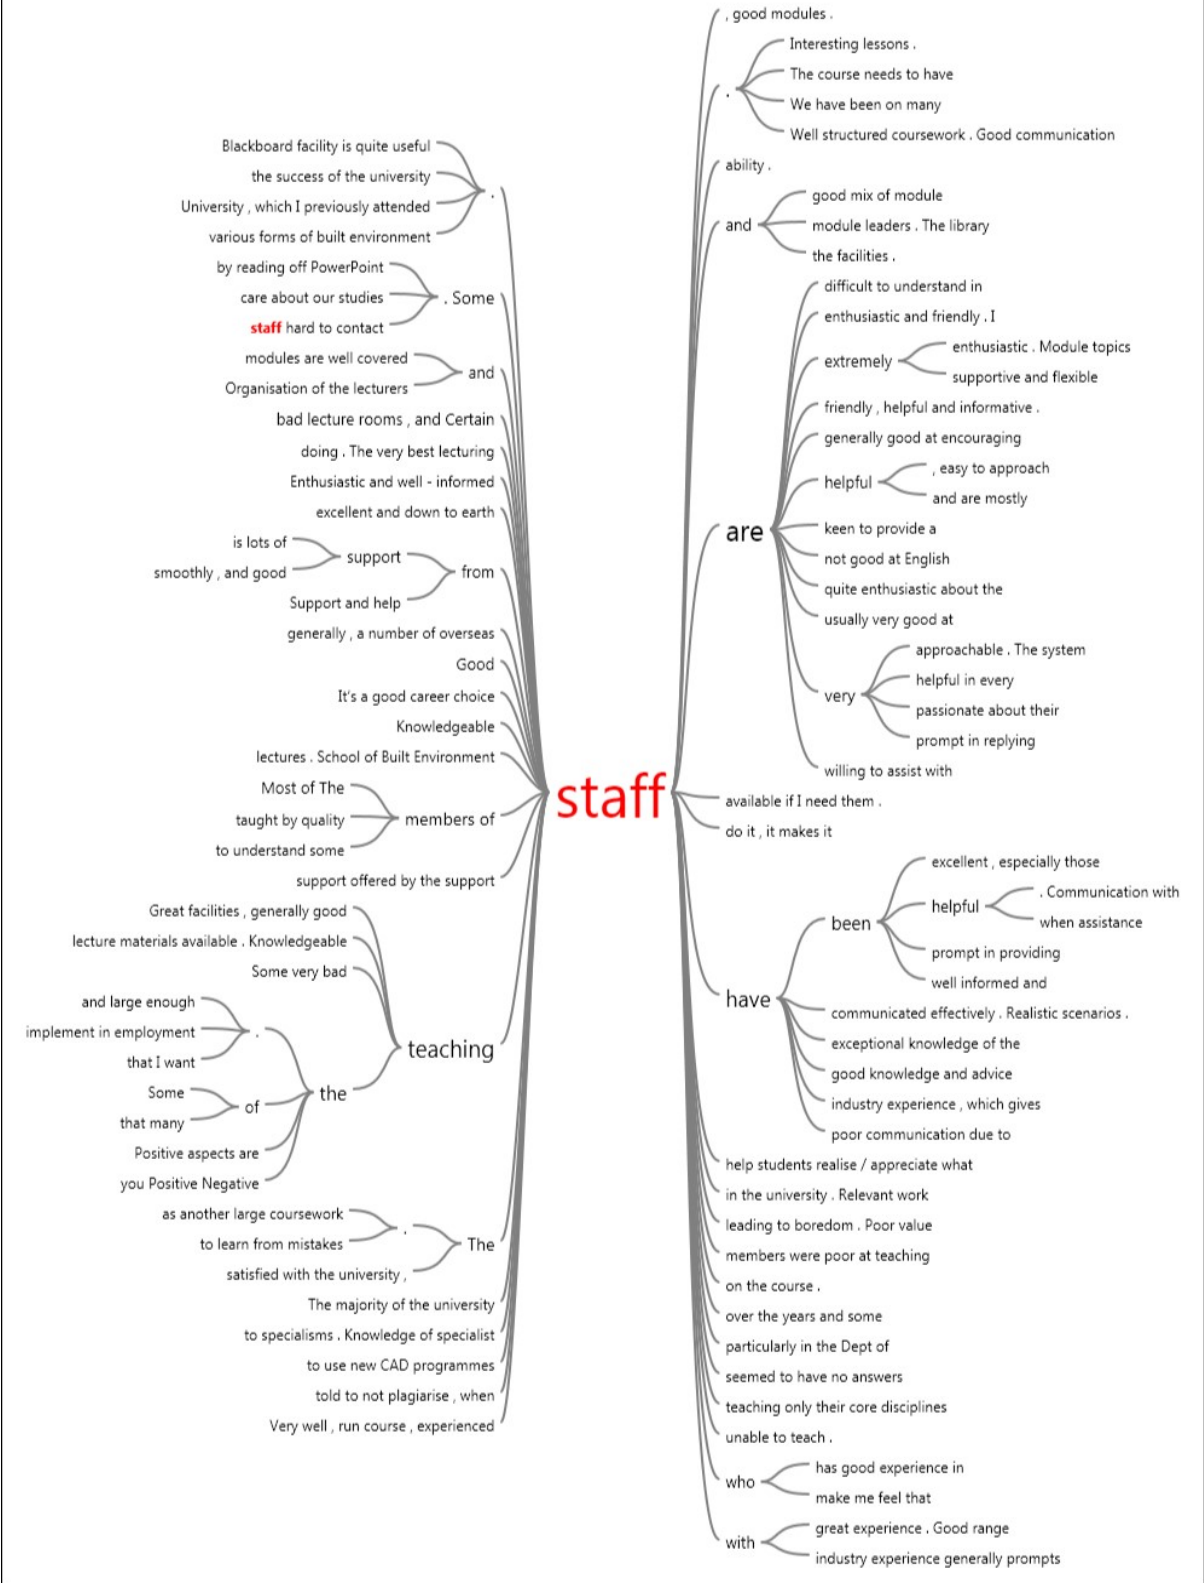 Blackboard facility is quite useful
the success of the university
University , which I previously attended
various forms of built environment
.
by reading off PowerPoint
care about our studies
staff hard to contact
. Some
modules are well covered
Organisation of the lecturers
and
bad lecture rooms , and Certain
doing . The very best lecturing
Enthusiastic and well - informed
excellent and down to earth
is lots of
smoothly , and good
support
Support and help
from
generally , a number of overseas
Good
It's a good career choice
Knowledgeable
lectures . School of Built Environment
Most of The
taught by quality
to understand some
members of
support offered by the support
Great facilities , generally good
lecture materials available . Knowledgeable
Some very bad
and large enough
implement in employment
that I want
.
Some
that many
of
Positive aspects are
you Positive Negative
the
teaching
as another large coursework
to learn from mistakes
.
satisfied with the university ,
The
The majority of the university
to specialisms . Knowledge of specialist
to use new CAD programmes
told to not plagiarise , when
Very well , run course , experienced
staff
, good modules .
.
Interesting lessons .
The course needs to have
We have been on many
Well structured coursework . Good communication
ability .
and
good mix of module
module leaders . The library
the facilities .
are
difficult to understand in
enthusiastic and friendly . I
extremely
enthusiastic . Module topics
supportive and flexible
friendly , helpful and informative .
generally good at encouraging
helpful
, easy to approach
and are mostly
keen to provide a
not good at English
quite enthusiastic about the
usually very good at
very
approachable . The system
helpful in every
passionate about their
prompt in replying
willing to assist with
available if I need them .
do it , it makes it
have
been
excellent , especially those
helpful
. Communication with
when assistance
prompt in providing
well informed and
communicated effectively . Realistic scenarios .
exceptional knowledge of the
good knowledge and advice
industry experience , which gives
poor communication due to
help students realise / appreciate what
in the university . Relevant work
leading to boredom . Poor value
members were poor at teaching
on the course .
over the years and some
particularly in the Dept of
seemed to have no answers
teaching only their core disciplines
unable to teach .
who
has good experience in
make me feel that
with
great experience . Good range
industry experience generally prompts